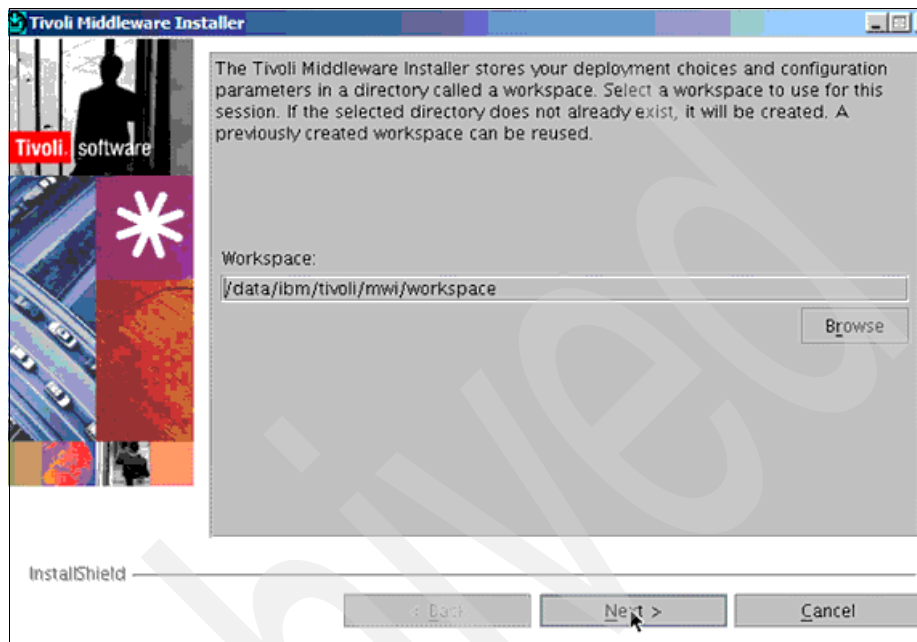 Tivoli Middleware Installer
The Tivoli Middleware Installer stores your deployment choices and configuration
parameters in a directory called a workspace. Select a workspace to use for this
session. If the selected directory does not already exist, it will be created. A
previously created workspace can be reused.
Tivoli. software
Workspace:
/data/ibm/tivoli/mwi/workspace
Browse
InstallShield
< Back
Next >
Cancel